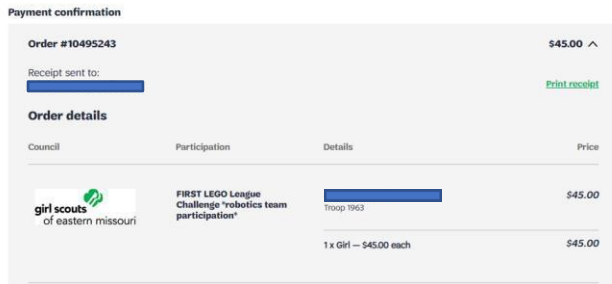 Payment confirmation
Order #10495243 $45.00
Receipt sent to:
Print receipt
Order details
Council Participation Details Price
girl scouts
of eastern missouri
FIRST LEGO League
Challenge *robotics team
participation*
Troop 1963
$45.00
1 x Girl — $45.00 each $45.00